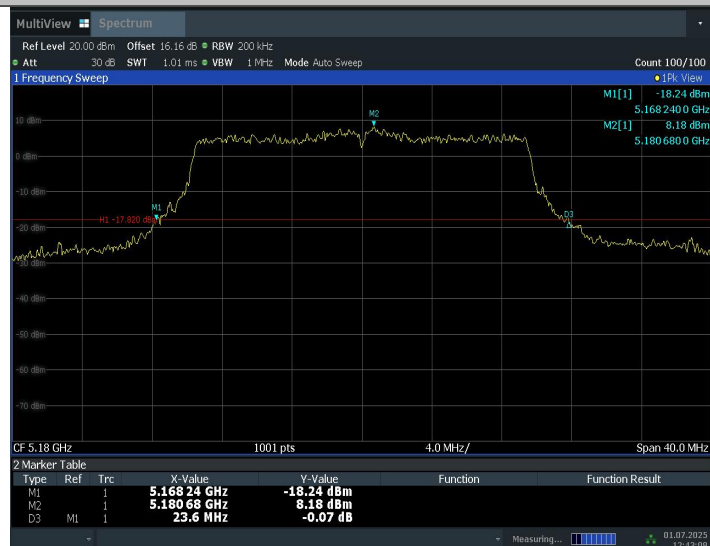 MultiView Spectrum
Ref Level 20.00 dBm Offset 16.16 dB RBW 200 kHz
Att 30 dB SWT 1.01 ms VBW 1 MHz Mode Auto Sweep Count 100/100
1 Frequency Sweep 1Pk View
M1[1] -18.24 dBm
5.168 2400 GHz
M2[1] 8.18 dBm
5.180 6800 GHz
M2
10 dBm
0 dBm
-10 dBm
M1
H1 -17.820 dBm
D3
-20 dBm
-30 dBm
-40 dBm
-50 dBm
-60 dBm
-70 dBm
CF 5.18 GHz 1001 pts 4.0 MHz/ Span 40.0 MHz
2 Marker Table
Type Ref Trc X-Value Y-Value Function Function Result
M1 1 5.168 24 GHz -18.24 dBm
M2 1 5.180 68 GHz 8.18 dBm
D3 M1 1 23.6 MHz -0.07 dB
Measuring... 01.07.2025